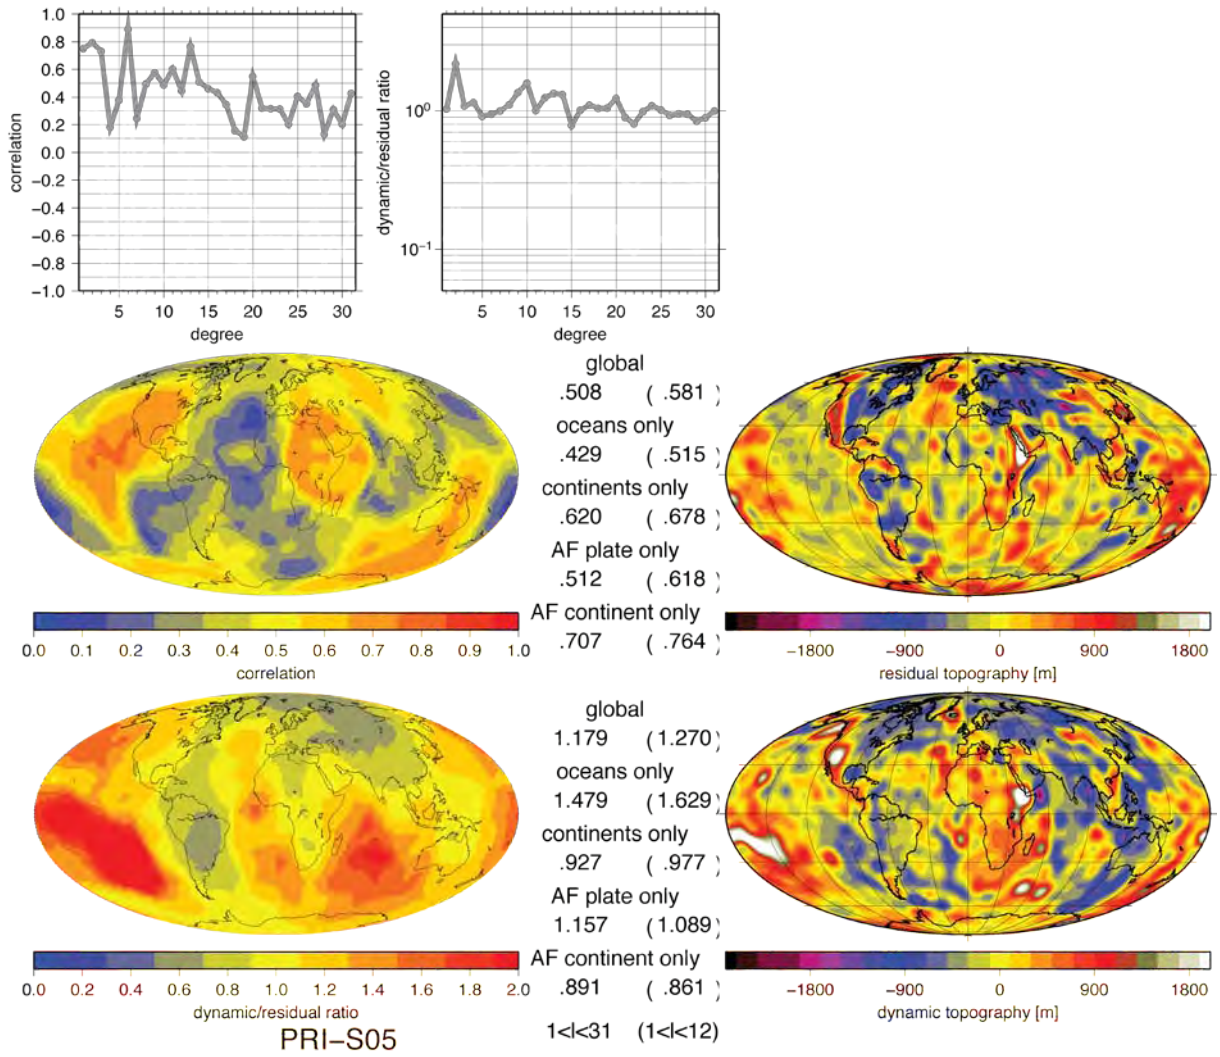 1.0
0.8
0.6
0.4
0.2
0.0
−0.2
−0.4
−0.6
−0.8
−1.0
correlation
5 10 15 20 25 30
degree
dynamic/residual ratio
10⁰
10⁻¹
5 10 15 20 25 30
degree
global
.508 ( .581 )
oceans only
.429 ( .515 )
continents only
.620 ( .678 )
AF plate only
.512 ( .618 )
AF continent only
.707 ( .764 )
0.0 0.1 0.2 0.3 0.4 0.5 0.6 0.7 0.8 0.9 1.0
correlation
−1800 −900 0 900 1800
residual topography [m]
global
1.179 (1.270)
oceans only
1.479 (1.629)
continents only
.927 ( .977 )
AF plate only
1.157 (1.089)
AF continent only
.891 ( .861 )
0.0 0.2 0.4 0.6 0.8 1.0 1.2 1.4 1.6 1.8 2.0
dynamic/residual ratio
−1800 −900 0 900 1800
dynamic topography [m]
PRI−S05
1<l<31 (1<l<12)